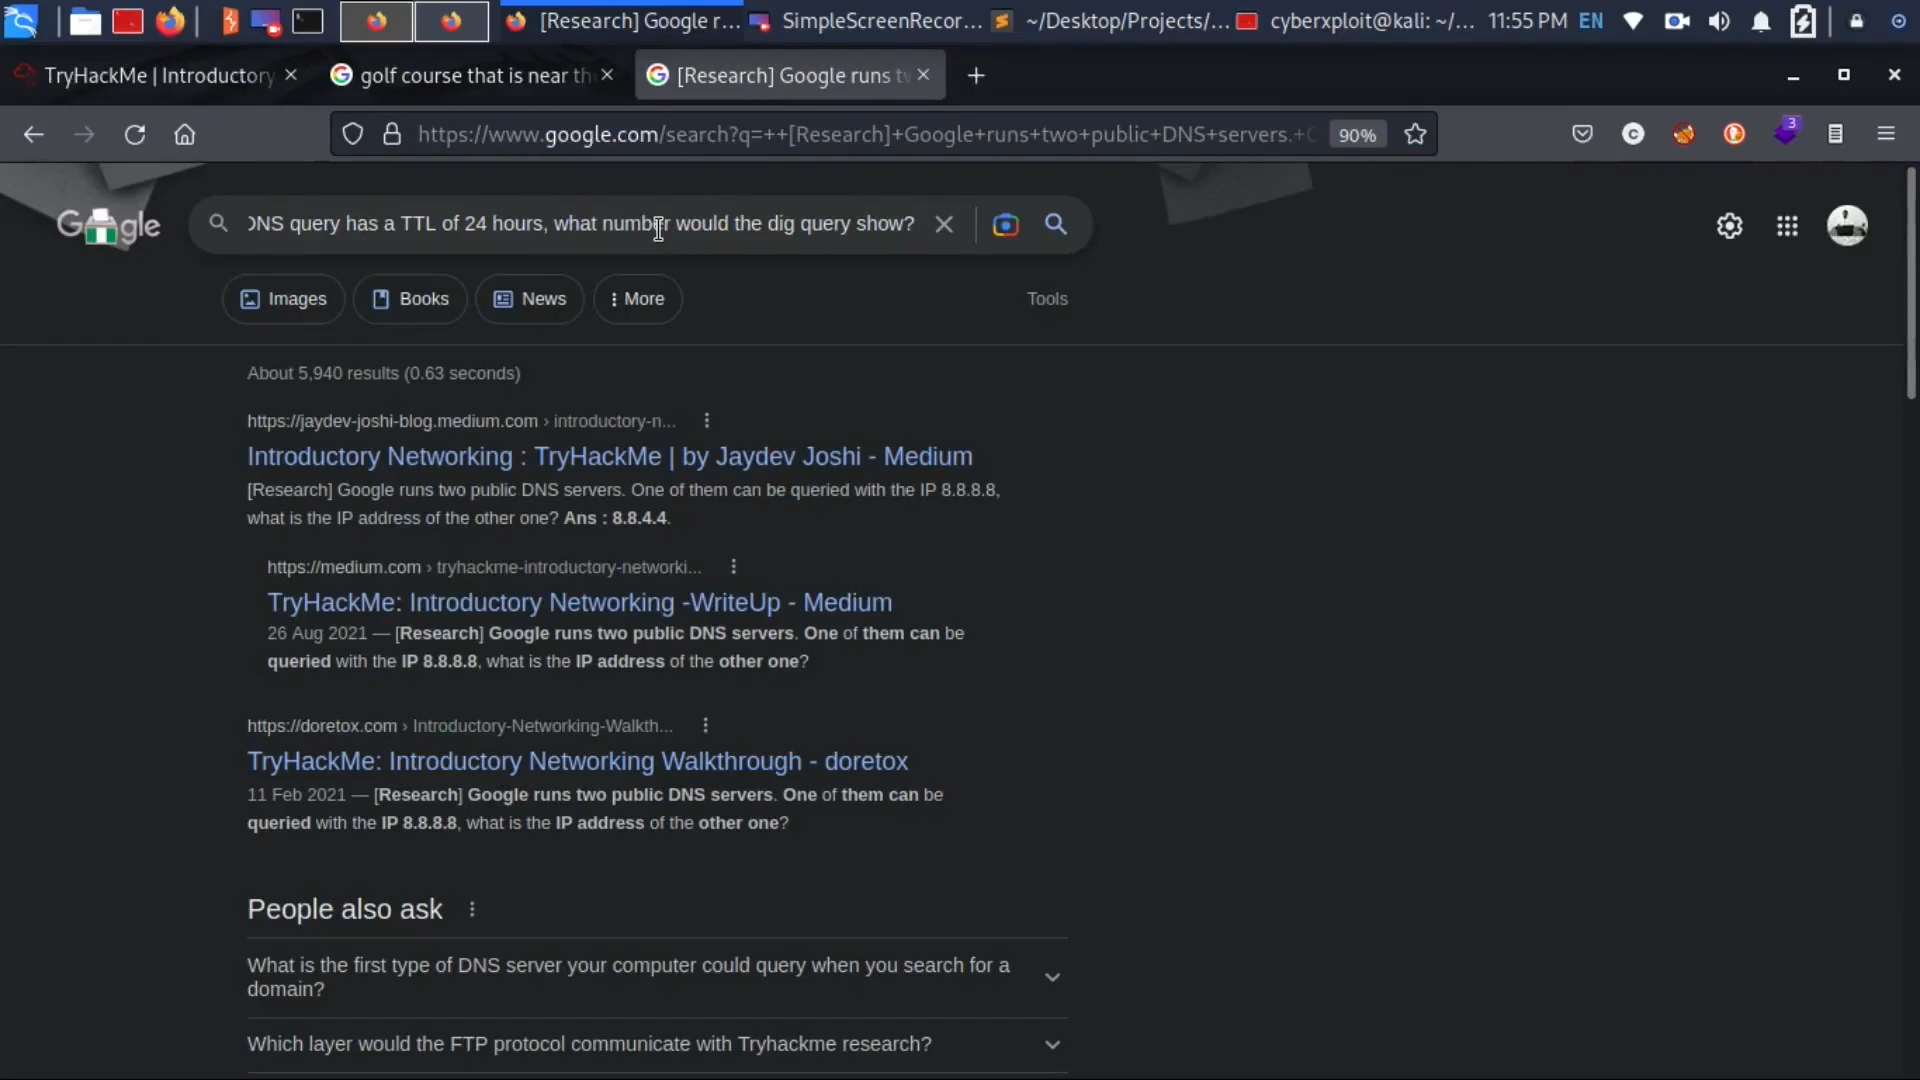 [Research] Google r...
SimpleScreenRecor...
~/Desktop/Projects/...
cyberxploit@kali: ~/...
11:55 PM
EN
TryHackMe | Introductory
golf course that is near th
[Research] Google runs tw
https://www.google.com/search?q=++[Research]+Google+runs+two+public+DNS+servers.+O
90%
3
Google
DNS query has a TTL of 24 hours, what number would the dig query show?
Images
Books
News
More
Tools
About 5,940 results (0.63 seconds)
https://jaydev-joshi-blog.medium.com › introductory-n...
Introductory Networking : TryHackMe | by Jaydev Joshi - Medium
[Research] Google runs two public DNS servers. One of them can be queried with the IP 8.8.8.8,
what is the IP address of the other one? Ans : 8.8.4.4.
https://medium.com › tryhackme-introductory-networki...
TryHackMe: Introductory Networking -WriteUp - Medium
26 Aug 2021 — [Research] Google runs two public DNS servers. One of them can be
queried with the IP 8.8.8.8, what is the IP address of the other one?
https://doretox.com › Introductory-Networking-Walkth...
TryHackMe: Introductory Networking Walkthrough - doretox
11 Feb 2021 — [Research] Google runs two public DNS servers. One of them can be
queried with the IP 8.8.8.8, what is the IP address of the other one?
People also ask
What is the first type of DNS server your computer could query when you search for a
domain?
Which layer would the FTP protocol communicate with Tryhackme research?